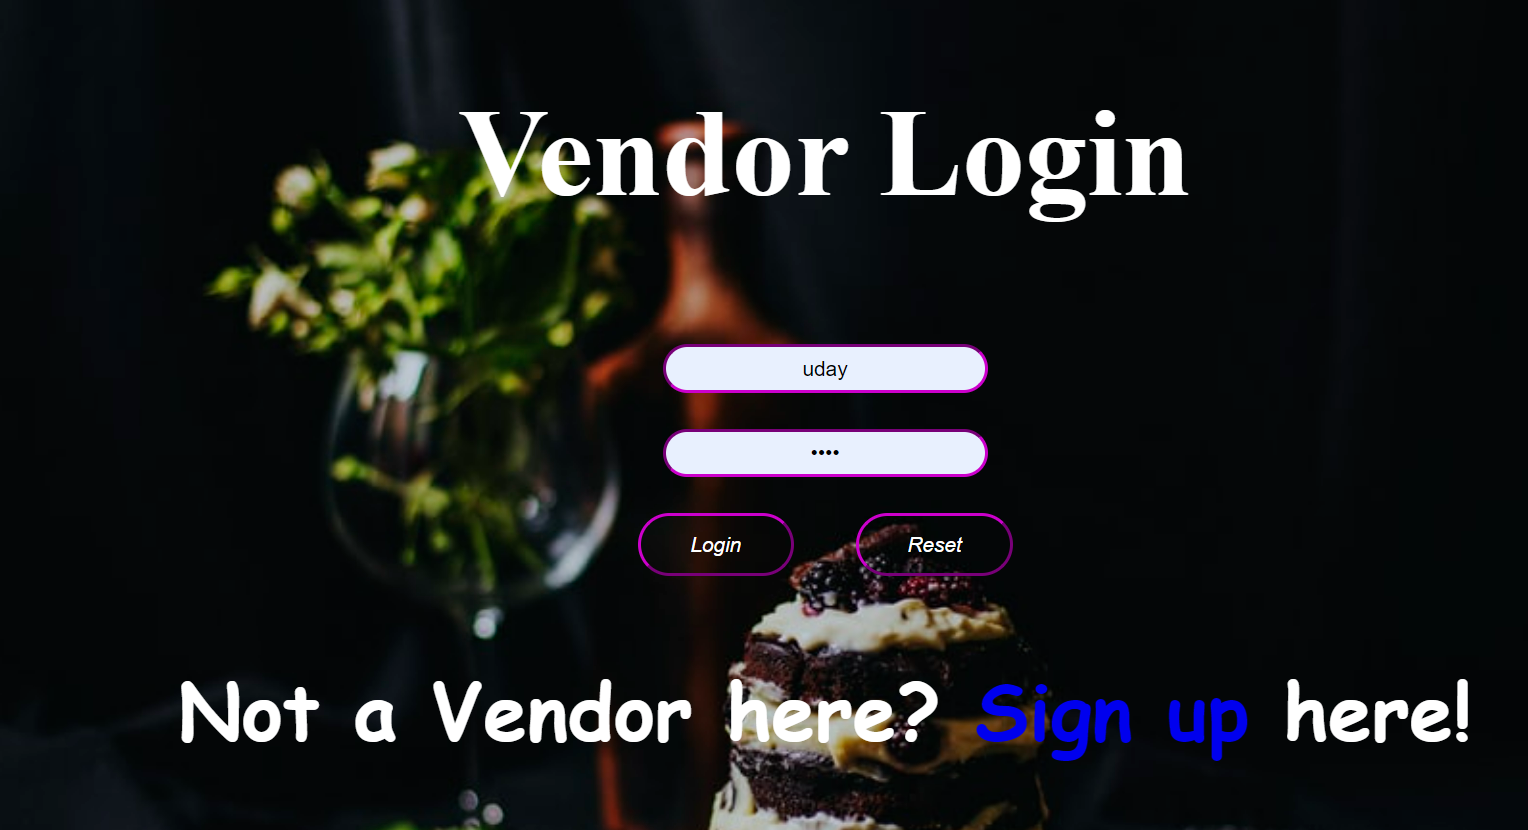 Vendor Login
uday
••••
Login Reset
Not a Vendor here? Sign up here!